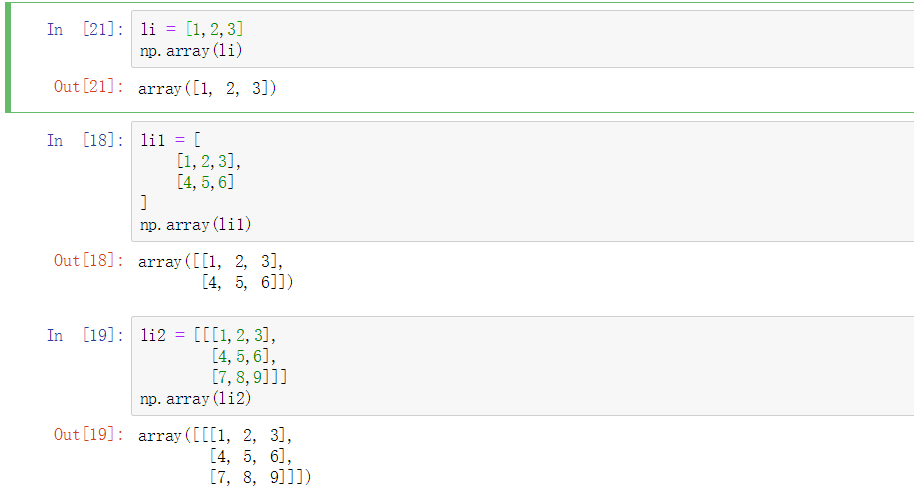 In [21]: li = [1,2,3]
np.array(li)
Out[21]: array([1, 2, 3])
In [18]: li1 = [
[1,2,3],
[4,5,6]
]
np.array(li1)
Out[18]: array([[1, 2, 3],
[4, 5, 6]])
In [19]: li2 = [[[1,2,3],
[4,5,6],
[7,8,9]]]
np.array(li2)
Out[19]: array([[[1, 2, 3],
[4, 5, 6],
[7, 8, 9]]])